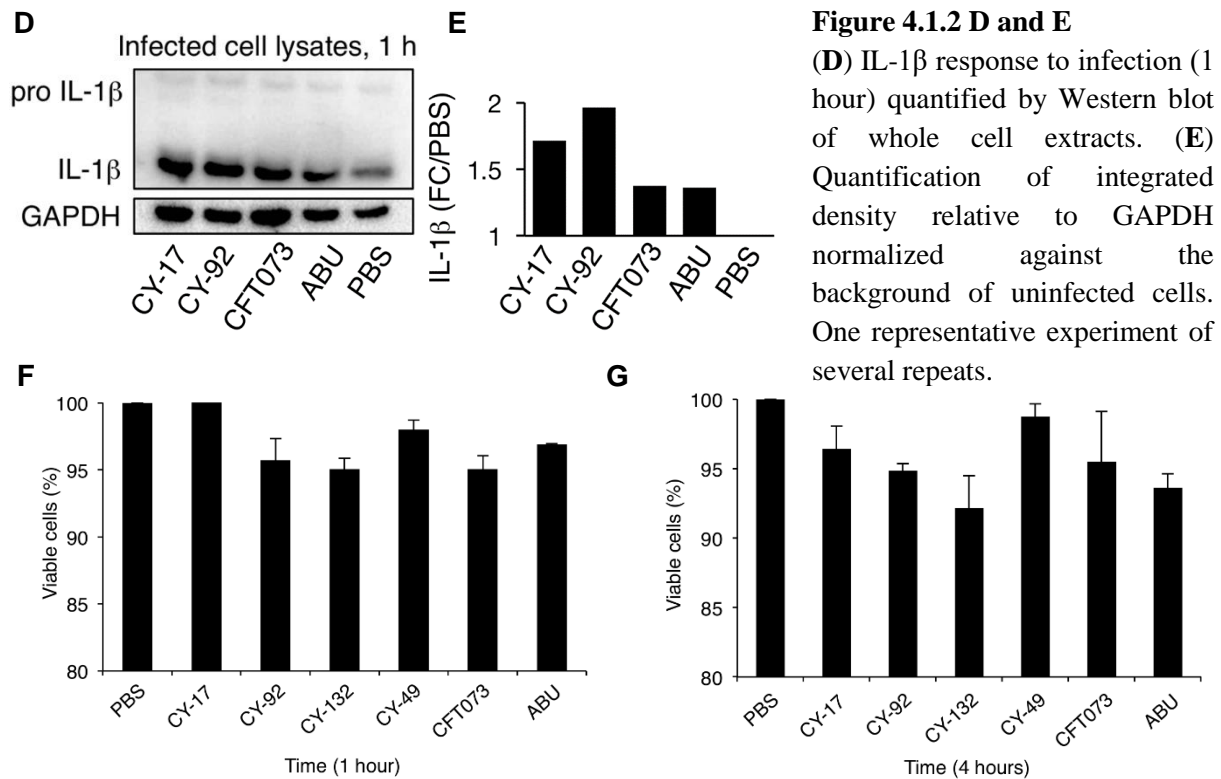 D
Infected cell lysates, 1 h
pro IL-1β
IL-1β
GAPDH
CY-17
CY-92
CFT073
ABU
PBS
E
IL-1β (FC/PBS)
2
1.5
1
CY-17
CY-92
CFT073
ABU
PBS
Figure 4.1.2 D and E
(D) IL-1β response to infection (1
hour) quantified by Western blot
of whole cell extracts. (E)
Quantification of integrated
density relative to GAPDH
normalized against the
background of uninfected cells.
One representative experiment of
several repeats.
F
Viable cells (%)
100
95
90
85
80
PBS
CY-17
CY-92
CY-132
CY-49
CFT073
ABU
Time (1 hour)
G
Viable cells (%)
100
95
90
85
80
PBS
CY-17
CY-92
CY-132
CY-49
CFT073
ABU
Time (4 hours)